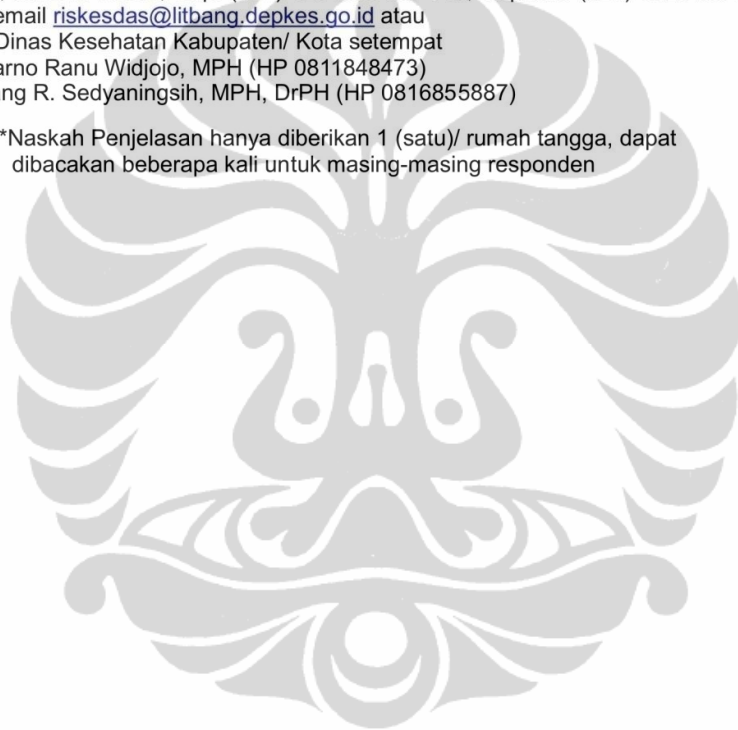 email riskesdas@litbang.depkes.go.id atau
Dinas Kesehatan Kabupaten/ Kota setempat
arno Ranu Widjojo, MPH (HP 0811848473)
ng R. Sedyaningsih, MPH, DrPH (HP 0816855887)
*Naskah Penjelasan hanya diberikan 1 (satu)/ rumah tangga, dapat
dibacakan beberapa kali untuk masing-masing responden